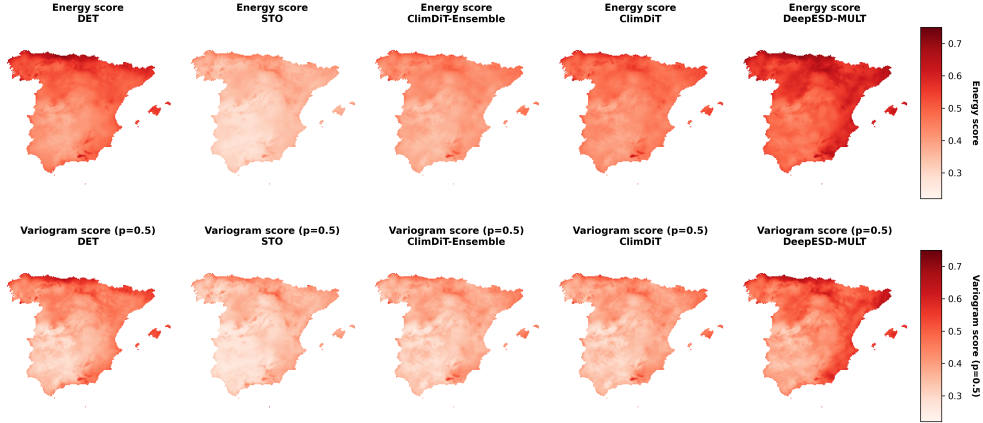 Energy score
DET
Energy score
STO
Energy score
ClimDiT-Ensemble
Energy score
ClimDiT
Energy score
DeepESD-MULT
0.7
0.6
0.5
0.4
0.3
Energy score
Variogram score (p=0.5)
DET
Variogram score (p=0.5)
STO
Variogram score (p=0.5)
ClimDiT-Ensemble
Variogram score (p=0.5)
ClimDiT
Variogram score (p=0.5)
DeepESD-MULT
0.7
0.6
0.5
0.4
0.3
Variogram score (p=0.5)